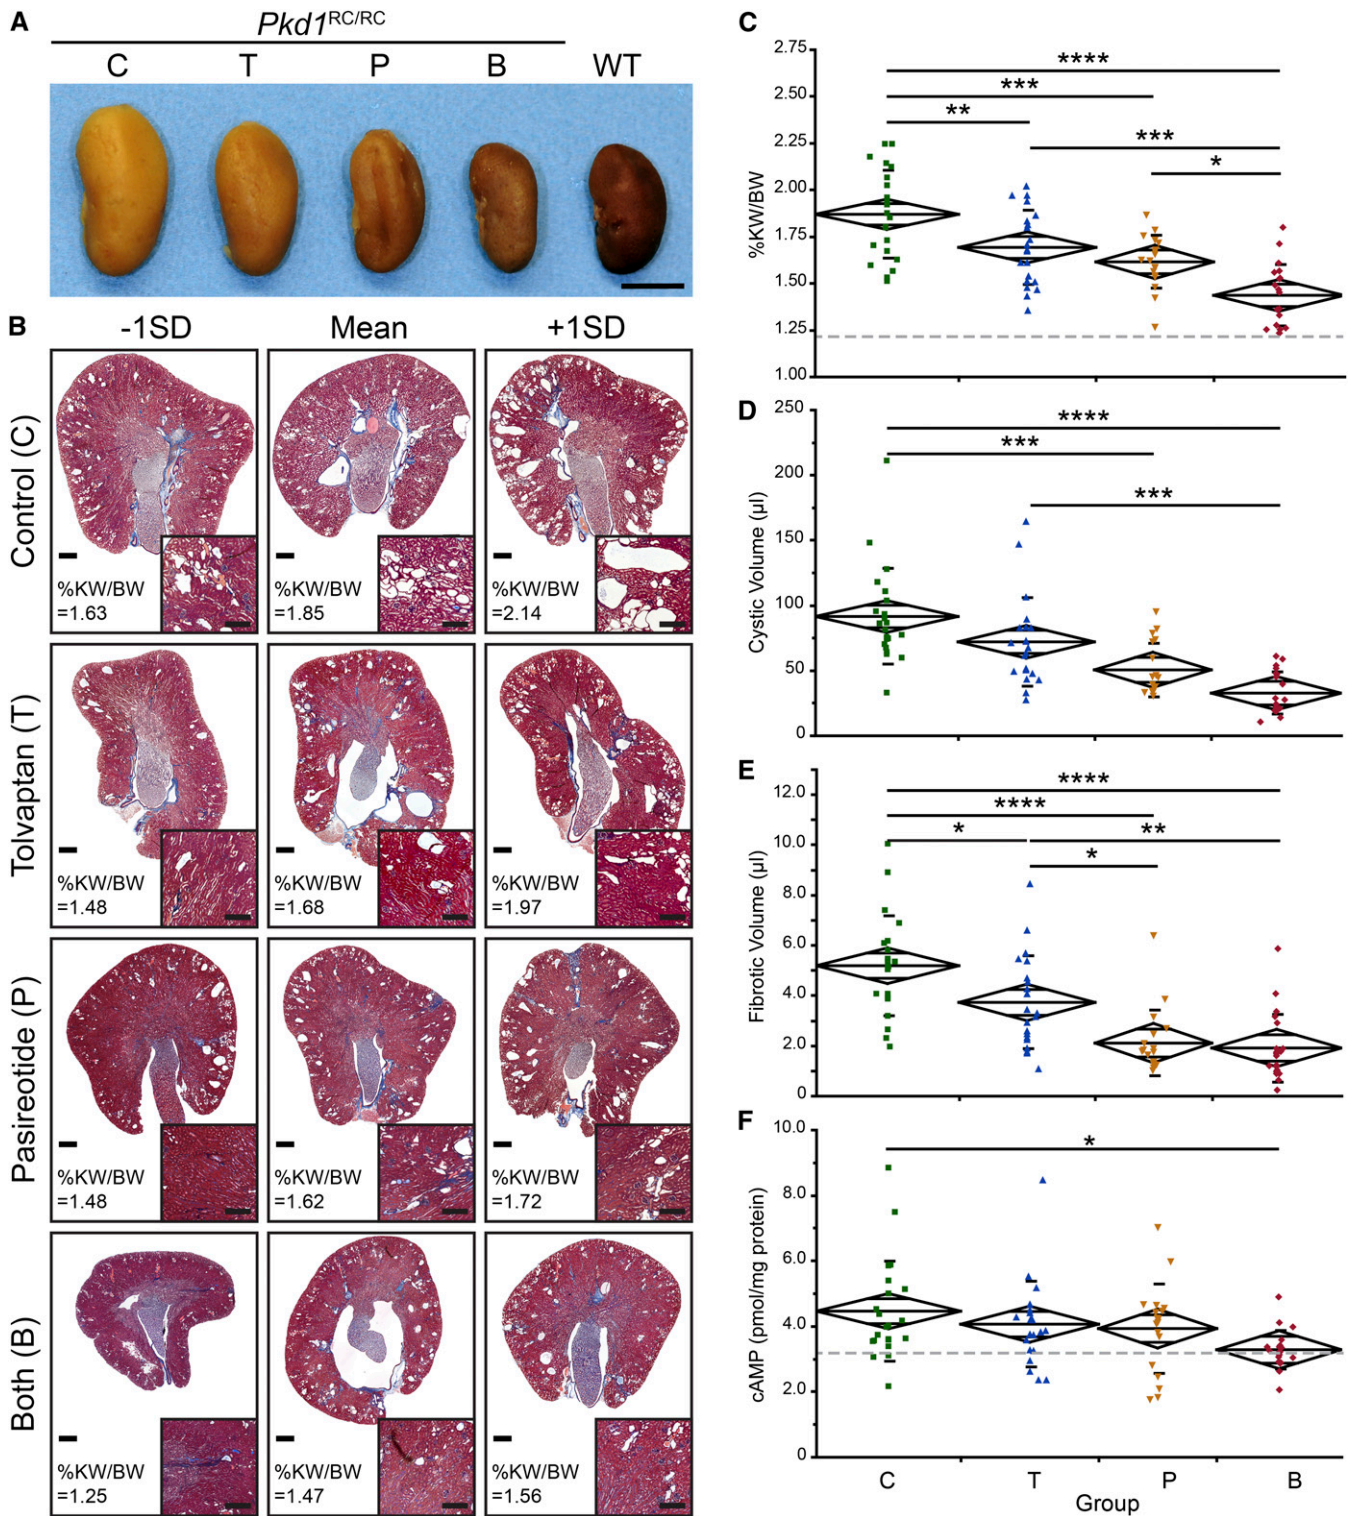 A
Pkd1RC/RC
C T P B WT
B
-1SD Mean +1SD
Control (C)
%KW/BW
=1.63
%KW/BW
=1.85
%KW/BW
=2.14
Tolvaptan (T)
%KW/BW
=1.48
%KW/BW
=1.68
%KW/BW
=1.97
Pasireotide (P)
%KW/BW
=1.48
%KW/BW
=1.62
%KW/BW
=1.72
Both (B)
%KW/BW
=1.25
%KW/BW
=1.47
%KW/BW
=1.56
C
%KW/BW
2.75
2.50
2.25
2.00
1.75
1.50
1.25
1.00
****
***
**
***
*
D
Cystic Volume (µl)
250
200
150
100
50
0
****
***
***
E
Fibrotic Volume (µl)
12.0
10.0
8.0
6.0
4.0
2.0
0
****
****
* **
*
F
cAMP (pmol/mg protein)
10.0
8.0
6.0
4.0
2.0
0
*
C T P B
Group